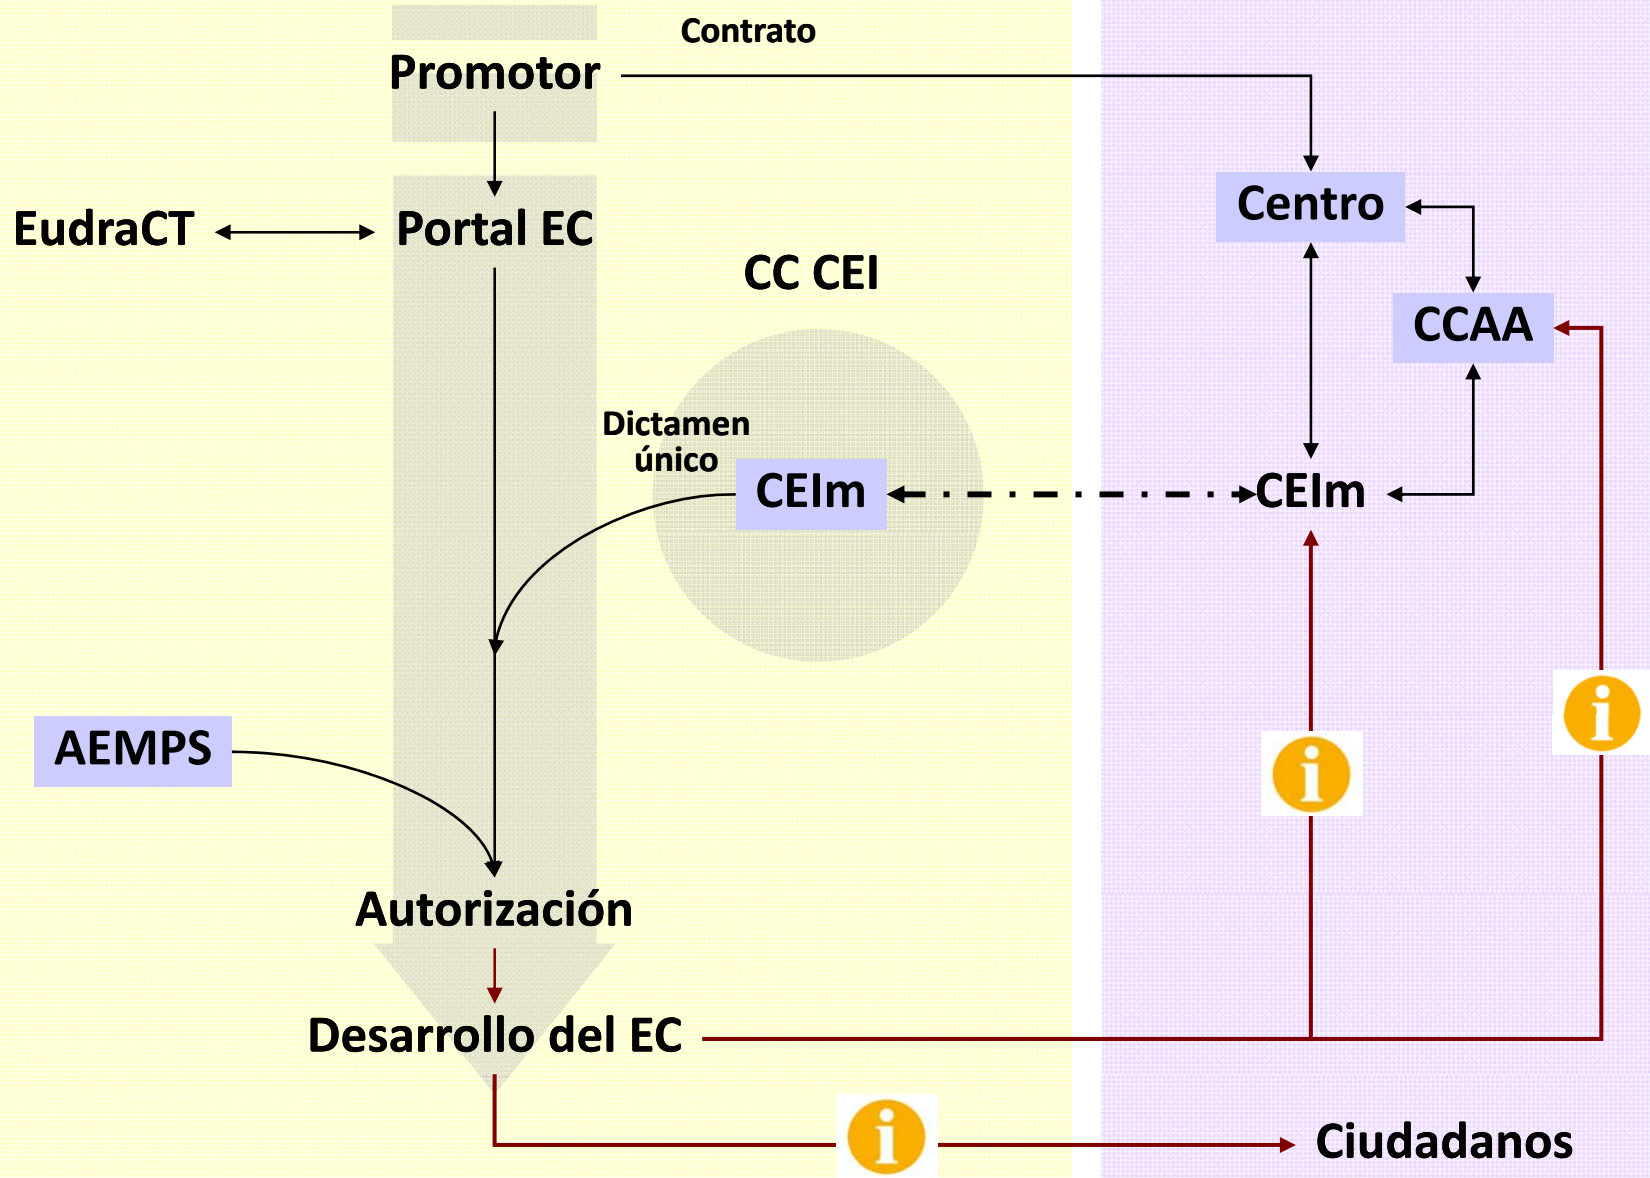 Contrato
Promotor
Centro
EudraCT
Portal EC
CC CEI
CCAA
Dictamen
único
CEIm
CEIm
AEMPS
Autorización
Desarrollo del EC
Ciudadanos